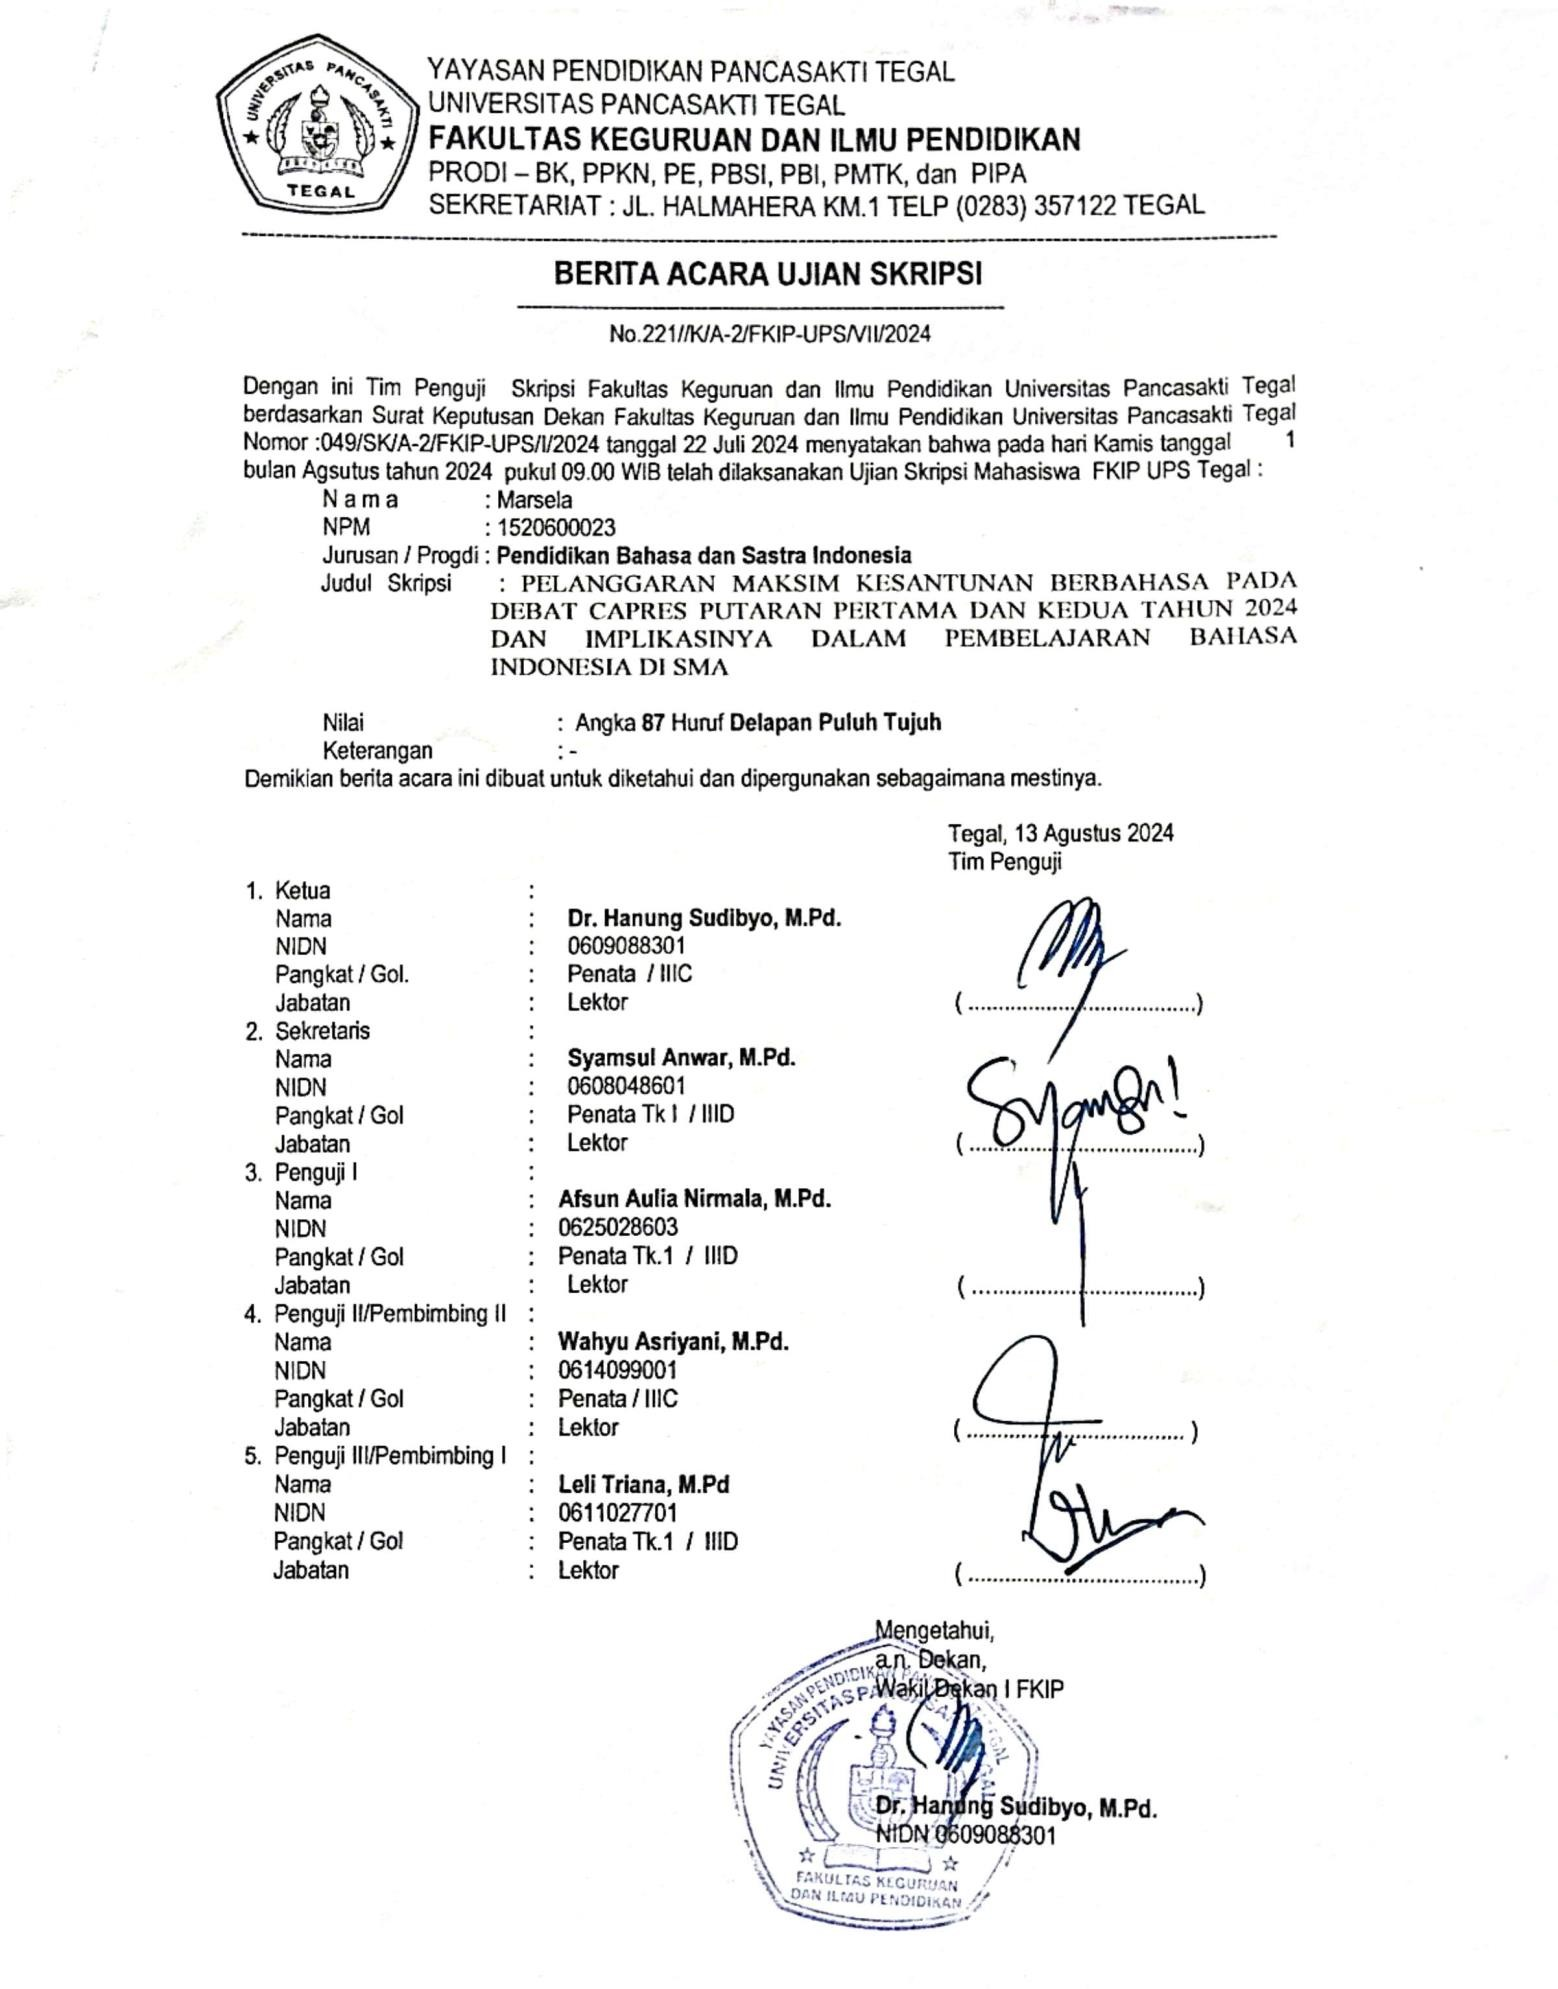 UNIVERSITAS PANCASAKTI
TEGAL
YAYASAN PENDIDIKAN PANCASAKTI TEGAL
UNIVERSITAS PANCASAKTI TEGAL
FAKULTAS KEGURUAN DAN ILMU PENDIDIKAN
PRODI – BK, PPKN, PE, PBSI, PBI, PMTK, dan PIPA
SEKRETARIAT : JL. HALMAHERA KM.1 TELP (0283) 357122 TEGAL
BERITA ACARA UJIAN SKRIPSI
No.221//K/A-2/FKIP-UPS/VII/2024
Dengan ini Tim Penguji Skripsi Fakultas Keguruan dan Ilmu Pendidikan Universitas Pancasakti Tegal
berdasarkan Surat Keputusan Dekan Fakultas Keguruan dan Ilmu Pendidikan Universitas Pancasakti Tegal
Nomor :049/SK/A-2/FKIP-UPS/I/2024 tanggal 22 Juli 2024 menyatakan bahwa pada hari Kamis tanggal 1
bulan Agsutus tahun 2024 pukul 09.00 WIB telah dilaksanakan Ujian Skripsi Mahasiswa FKIP UPS Tegal :
N a m a : Marsela
NPM : 1520600023
Jurusan / Progdi : Pendidikan Bahasa dan Sastra Indonesia
Judul Skripsi : PELANGGARAN MAKSIM KESANTUNAN BERBAHASA PADA
DEBAT CAPRES PUTARAN PERTAMA DAN KEDUA TAHUN 2024
DAN IMPLIKASINYA DALAM PEMBELAJARAN BAHASA
INDONESIA DI SMA
Nilai : Angka 87 Huruf Delapan Puluh Tujuh
Keterangan : -
Demikian berita acara ini dibuat untuk diketahui dan dipergunakan sebagaimana mestinya.
Tegal, 13 Agustus 2024
Tim Penguji
1. Ketua :
Nama : Dr. Hanung Sudibyo, M.Pd.
NIDN : 0609088301
Pangkat / Gol. : Penata / IIIC
Jabatan : Lektor (......................................)
2. Sekretaris :
Nama : Syamsul Anwar, M.Pd.
NIDN : 0608048601
Pangkat / Gol : Penata Tk I / IIID
Jabatan : Lektor (......................................)
3. Penguji I :
Nama : Afsun Aulia Nirmala, M.Pd.
NIDN : 0625028603
Pangkat / Gol : Penata Tk.1 / IIID
Jabatan : Lektor (......................................)
4. Penguji II/Pembimbing II :
Nama : Wahyu Asriyani, M.Pd.
NIDN : 0614099001
Pangkat / Gol : Penata / IIIC
Jabatan : Lektor (...................................... )
5. Penguji III/Pembimbing I :
Nama : Leli Triana, M.Pd
NIDN : 0611027701
Pangkat / Gol : Penata Tk.1 / IIID
Jabatan : Lektor (......................................)
Mengetahui,
a.n. Dekan,
Wakil Dekan I FKIP
Dr. Hanung Sudibyo, M.Pd.
NIDN 0609088301
YAYASAN PENDIDIKAN PANCASAKTI TEGAL
UNIVERSITAS PANCASAKTI TEGAL
FAKULTAS KEGURUAN
DAN ILMU PENDIDIKAN